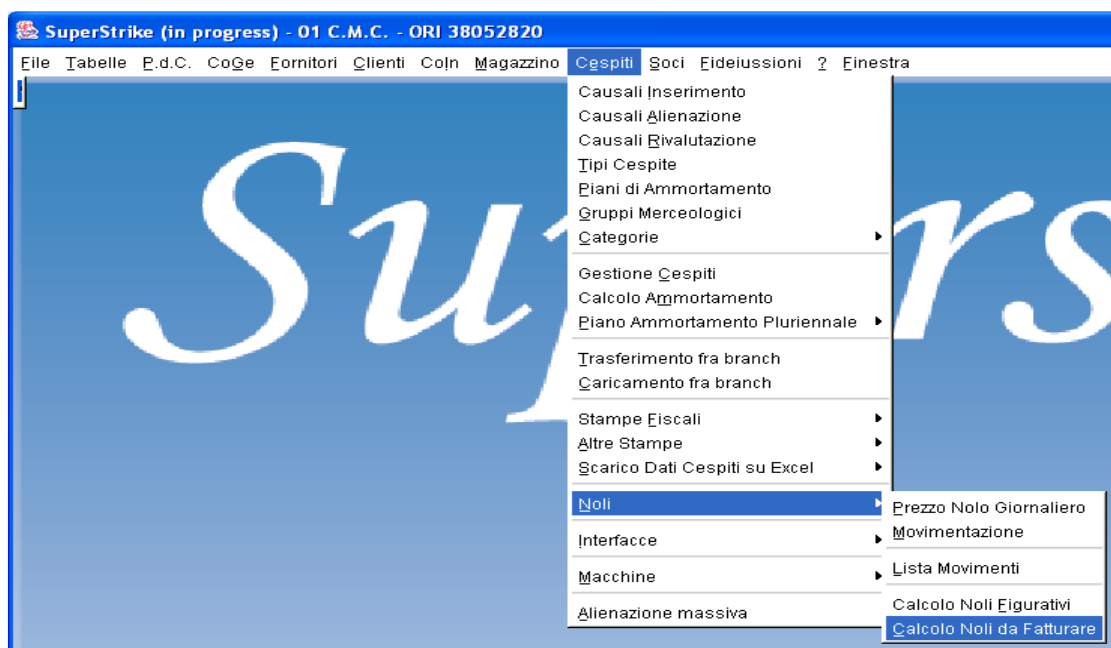 SuperStrike (in progress) - 01 C.M.C. - ORI 38052820
File Tabelle P.d.C. CoGe Fornitori Clienti CoIn Magazzino Cespiti Soci Fideiussioni ? Finestra
Causali Inserimento
Causali Alienazione
Causali Rivalutazione
Tipi Cespite
Piani di Ammortamento
Gruppi Merceologici
Categorie
Gestione Cespiti
Calcolo Ammortamento
Piano Ammortamento Pluriennale
Trasferimento fra branch
Caricamento fra branch
Stampe Fiscali
Altre Stampe
Scarico Dati Cespiti su Excel
Noli
Interfacce
Macchine
Alienazione massiva
Prezzo Nolo Giornaliero
Movimentazione
Lista Movimenti
Calcolo Noli Figurativi
Calcolo Noli da Fatturare